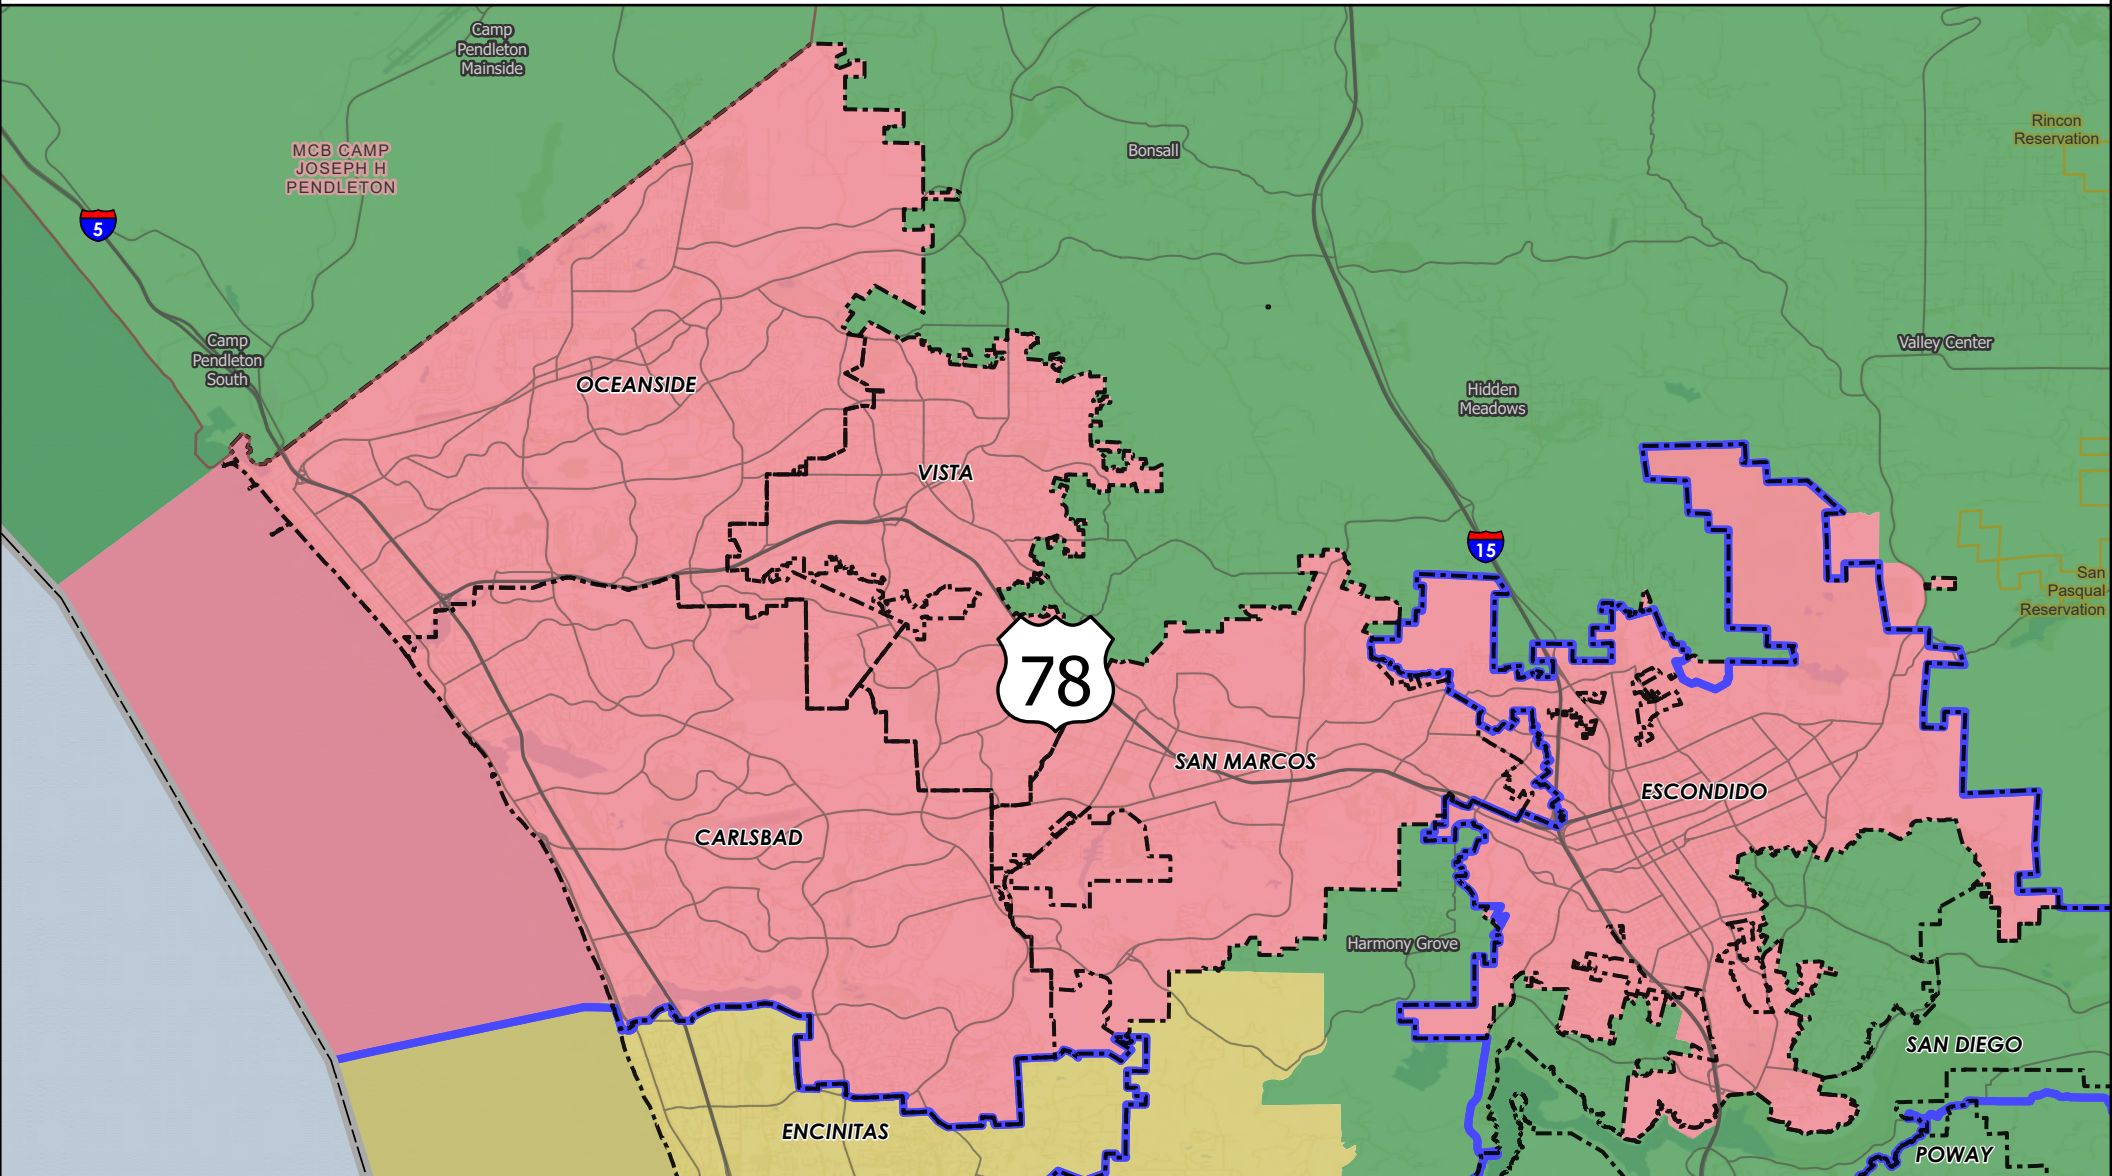 Camp
Pendleton
Mainside
MCB CAMP
JOSEPH H
PENDLETON
Bonsall
Rincon
Reservation
5
Camp
Pendleton
South
Valley Center
OCEANSIDE
Hidden
Meadows
VISTA
15
San
Pasqual
Reservation
78
SAN MARCOS
ESCONDIDO
CARLSBAD
Harmony Grove
SAN DIEGO
ENCINITAS
POWAY